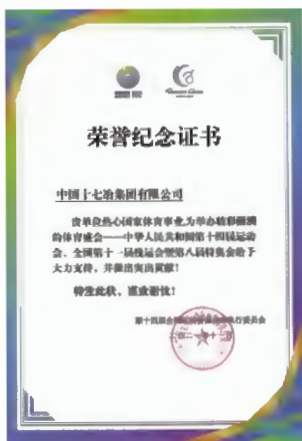 荣誉纪念证书
中国十七冶集团有限公司
贵单位热心国家体育事业,为举办精彩圆满
的体育盛会——中华人民共和国第十四届运动
会、全国第十一届残运会暨第八届特奥会给予
大力支持,并做出突出贡献!
特发此状,谨致谢忱!